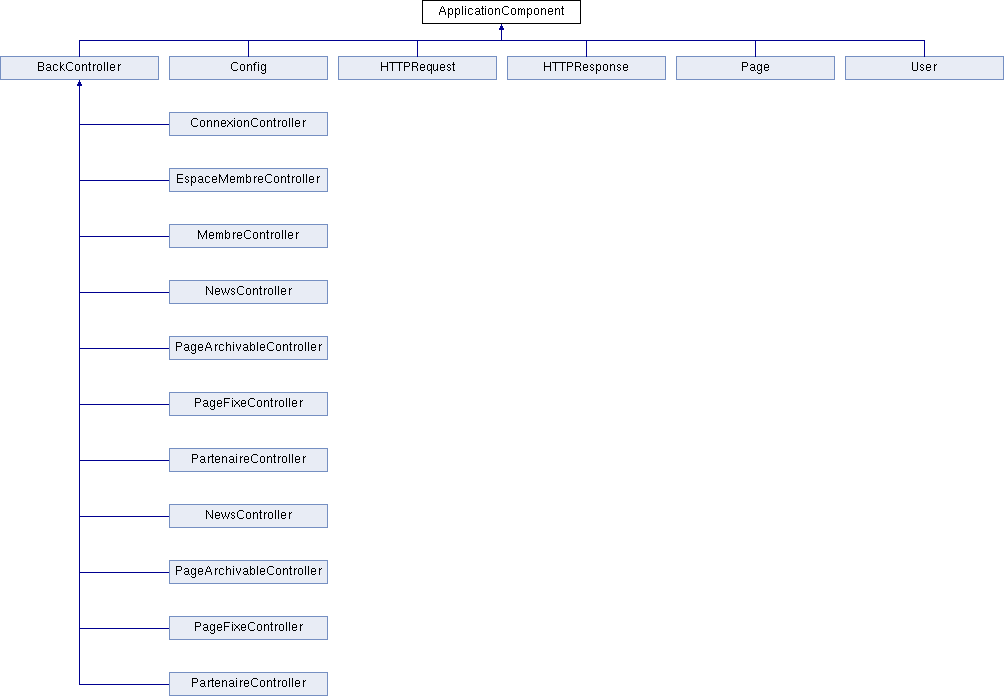 ApplicationComponent
BackController
Config
HTTPRequest
HTTPResponse
Page
User
ConnexionController
EspaceMembreController
MembreController
NewsController
PageArchivableController
PageFixeController
PartenaireController
NewsController
PageArchivableController
PageFixeController
PartenaireController